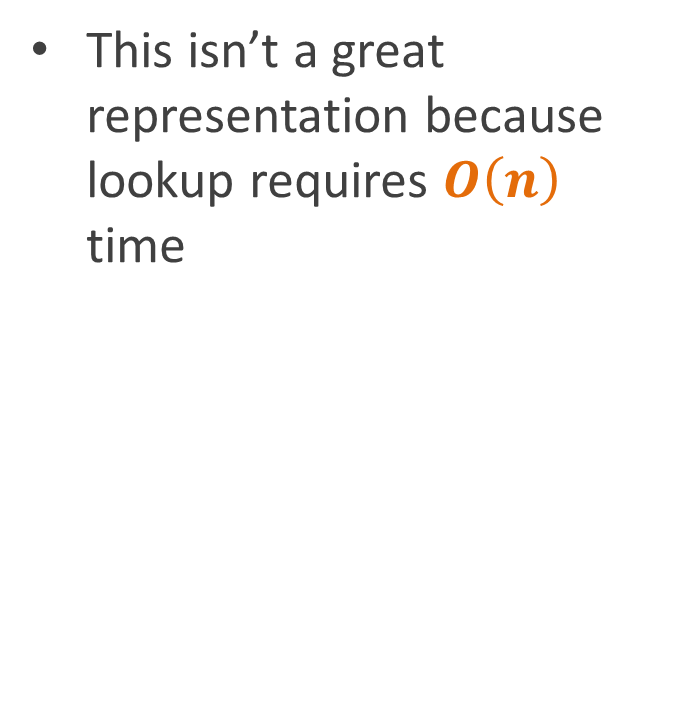 • This isn’t a great
representation because
lookup requires O(n)
time